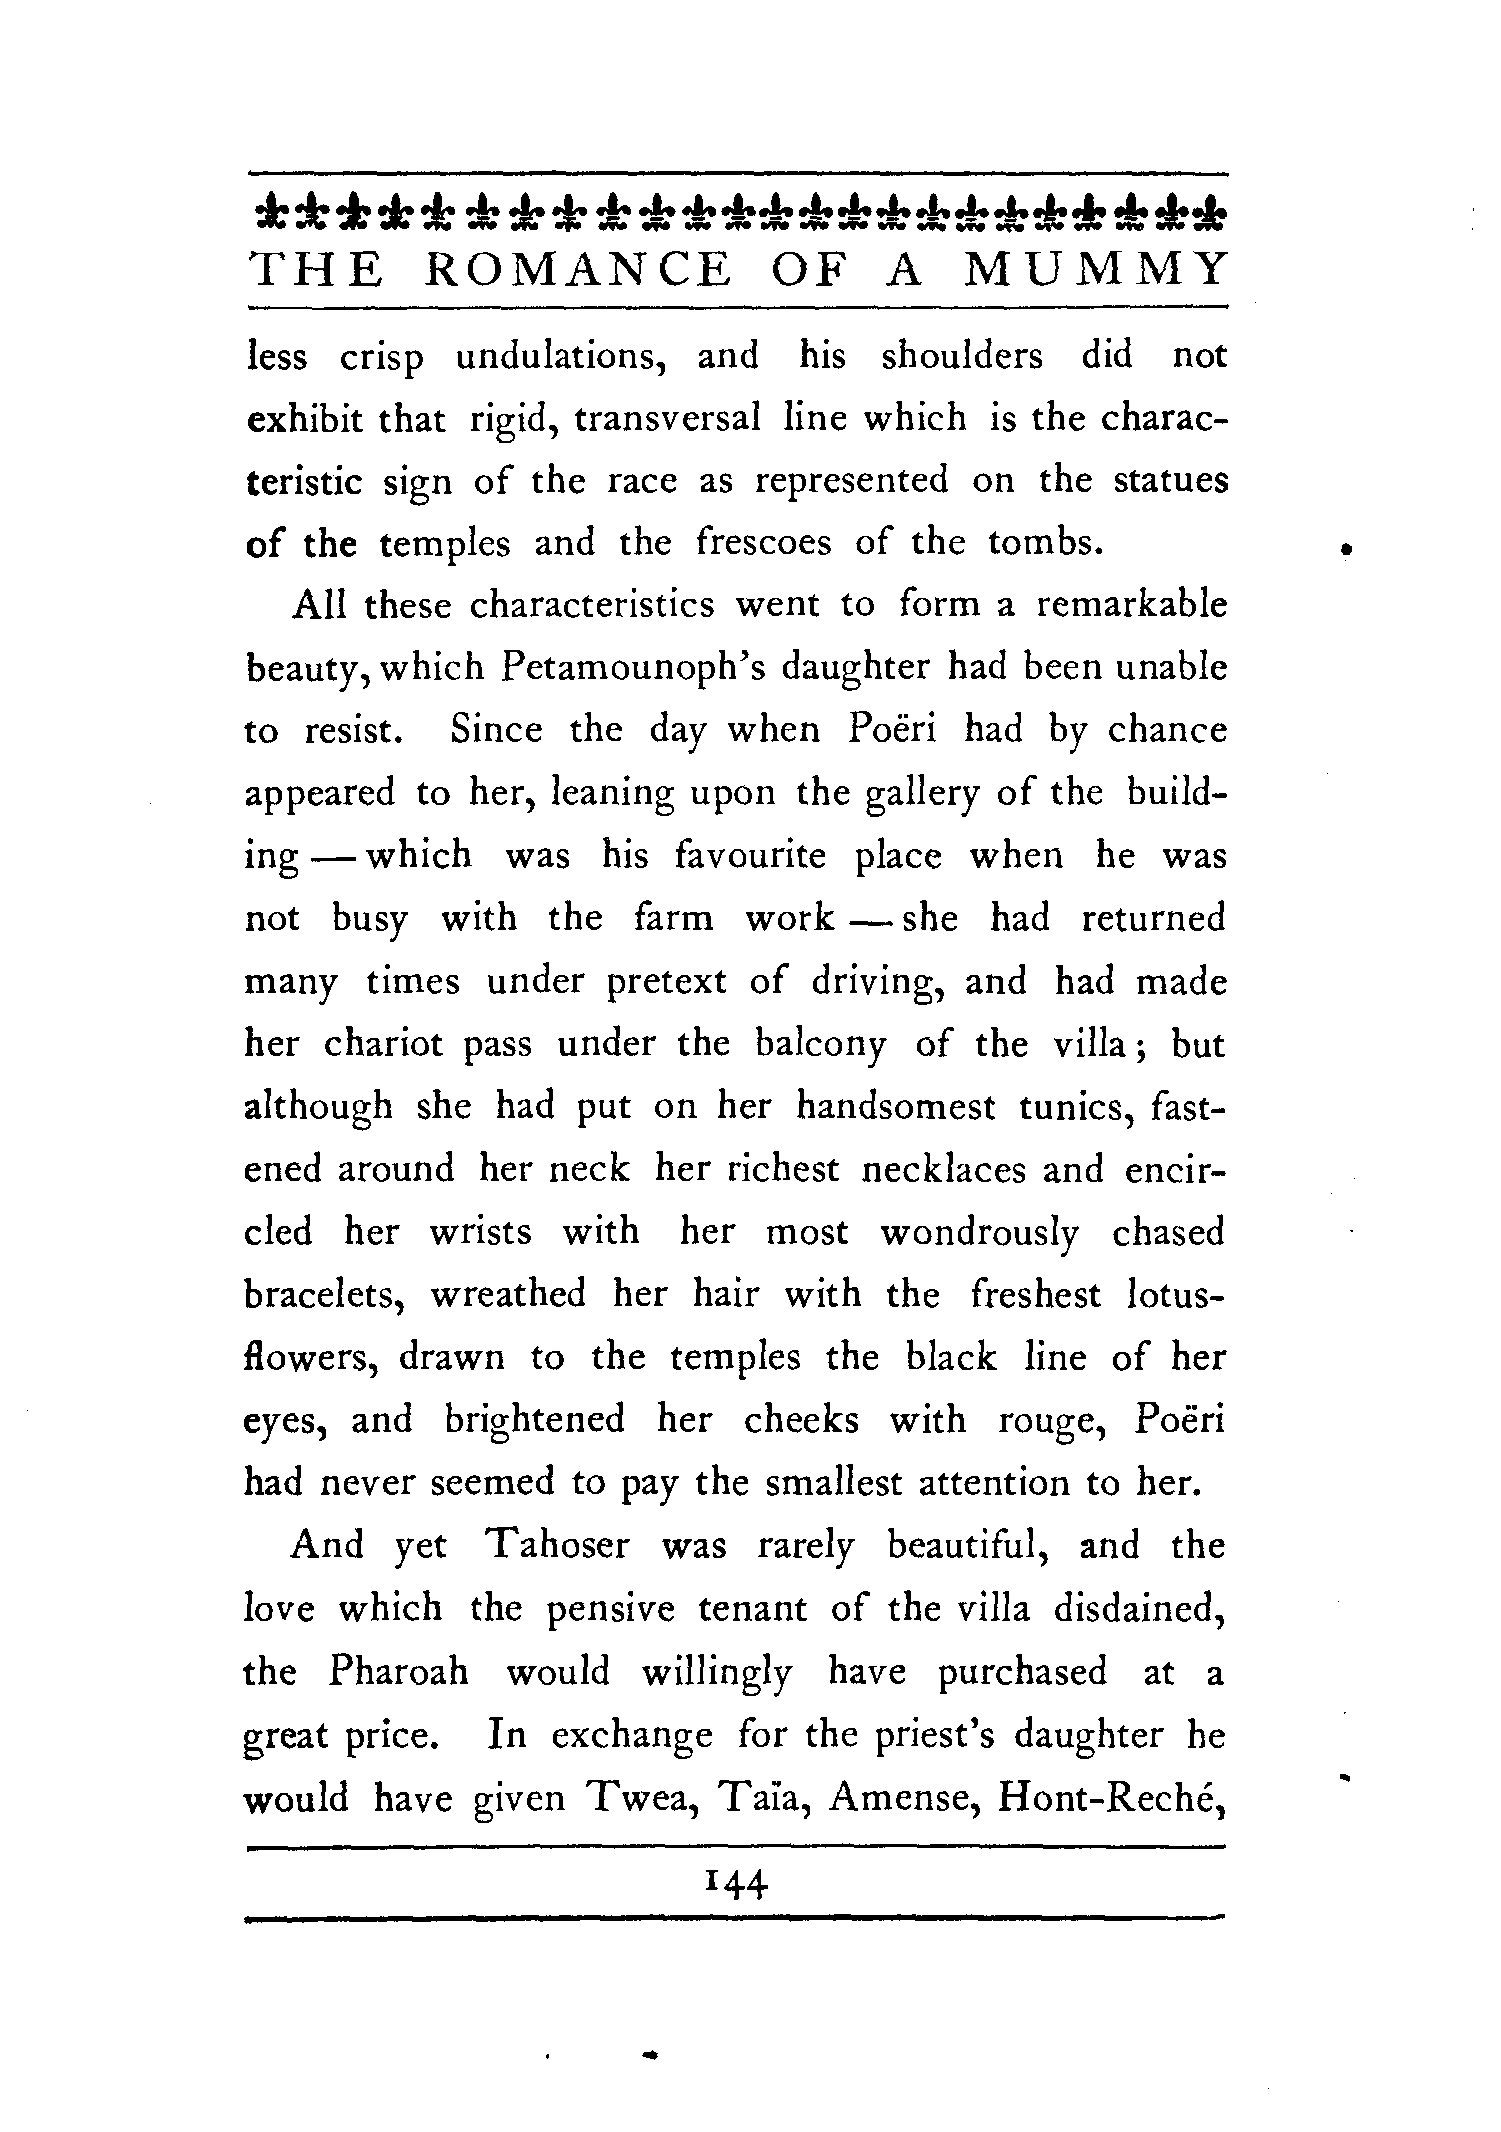 THE ROMANCE OF A MUMMY
less crisp undulations, and his shoulders did not
exhibit that rigid, transversal line which is the charac-
teristic sign of the race as represented on the statues
of the temples and the frescoes of the tombs.
All these characteristics went to form a remarkable
beauty, which Petamounoph's daughter had been unable
to resist. Since the day when Poëri had by chance
appeared to her, leaning upon the gallery of the build-
ing — which was his favourite place when he was
not busy with the farm work — she had returned
many times under pretext of driving, and had made
her chariot pass under the balcony of the villa; but
although she had put on her handsomest tunics, fast-
ened around her neck her richest necklaces and encir-
cled her wrists with her most wondrously chased
bracelets, wreathed her hair with the freshest lotus-
flowers, drawn to the temples the black line of her
eyes, and brightened her cheeks with rouge, Poëri
had never seemed to pay the smallest attention to her.
And yet Tahoser was rarely beautiful, and the
love which the pensive tenant of the villa disdained,
the Pharoah would willingly have purchased at a
great price. In exchange for the priest's daughter he
would have given Twea, Taïa, Amense, Hont-Reché,
144